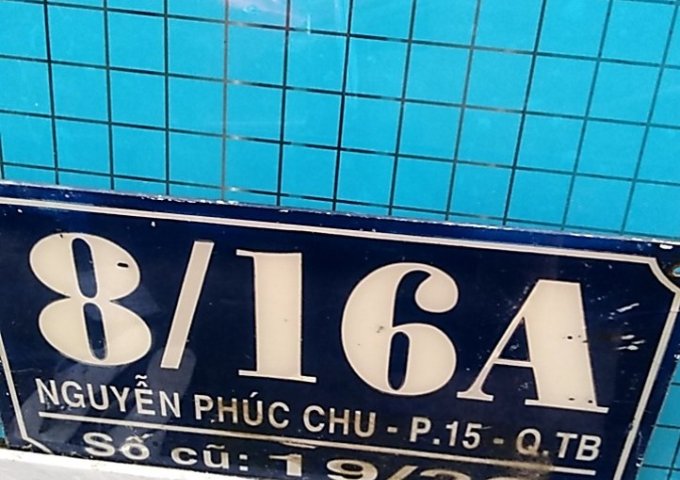 8/16A
NGUYỄN PHÚC CHU - P.15 - Q.TB
Số cũ: